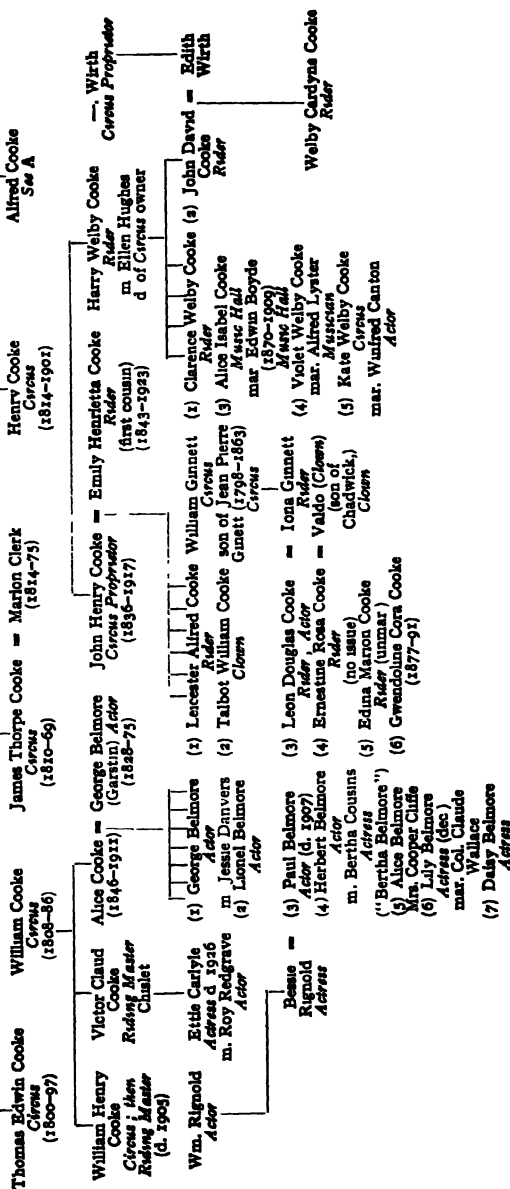 Thomas Edwin Cooke
Circus
(1800–97)
William Cooke
Circus
(1808–86)
James Thorpe Cooke = Marion Clerk
Circus
(1810–69)
(1814–75)
Henry Cooke
Circus
(1814–1901)
Alfred Cooke
See A
William Henry
Cooke
Circus; then
Riding Master
(d. 1905)
Victor Claud
Cooke
Riding Master
Chislet
Alice Cooke = George Belmore
(1846–1911)
(Garstin) Actor
(1828–75)
John Henry Cooke = Emily Henrietta Cooke
Circus Proprietor
(1836–1917)
Rider
(first cousin)
(1843–1923)
Harry Welby Cooke
Rider
m Ellen Hughes
d of Circus owner
—. Wirth
Circus Proprietor
Wm. Rignold
Actor
Ettie Carlyle
Actress d 1926
m. Roy Redgrave
Actor
(1) George Belmore
Actor
m Jessie Danvers
(2) Lionel Belmore
Actor
(1) Leicester Alfred Cooke
Rider
(2) Talbot William Cooke
Clown
William Ginnett
Circus
son of Jean Pierre
Ginett (1798–1863)
Circus
(1) Clarence Welby Cooke
Rider
(2) John David = Edith
Cooke Wirth
Rider
(3) Alice Isabel Cooke
Music Hall
mar Edwin Boyde
(1870–1909)
Music Hall
(4) Violet Welby Cooke
mar. Alfred Lyster
Musician
(5) Kate Welby Cooke
Circus
mar. Winifred Canton
Actor
Bessie =
Rignold
Actress
(3) Paul Belmore
Actor (d. 1907)
(4) Herbert Belmore
Actor
m. Bertha Cousins
Actress
("Bertha Belmore")
(5) Alice Belmore
Mrs. Cooper Cliffe
(6) Lily Belmore
Actress (dec)
mar. Col. Claude
Wallace
(7) Daisy Belmore
Actress
(3) Leon Douglas Cooke = Iona Ginnett
Rider, Actor
Rider
(4) Ernestine Rosa Cooke = Valdo (Clown)
Rider
(no issue)
(son of
Chadwick,)
Clown
(5) Edina Marion Cooke
Rider (unmar)
(6) Gwendoline Cora Cooke
(1877–91)
Welby Cardyne Cooke
Rider